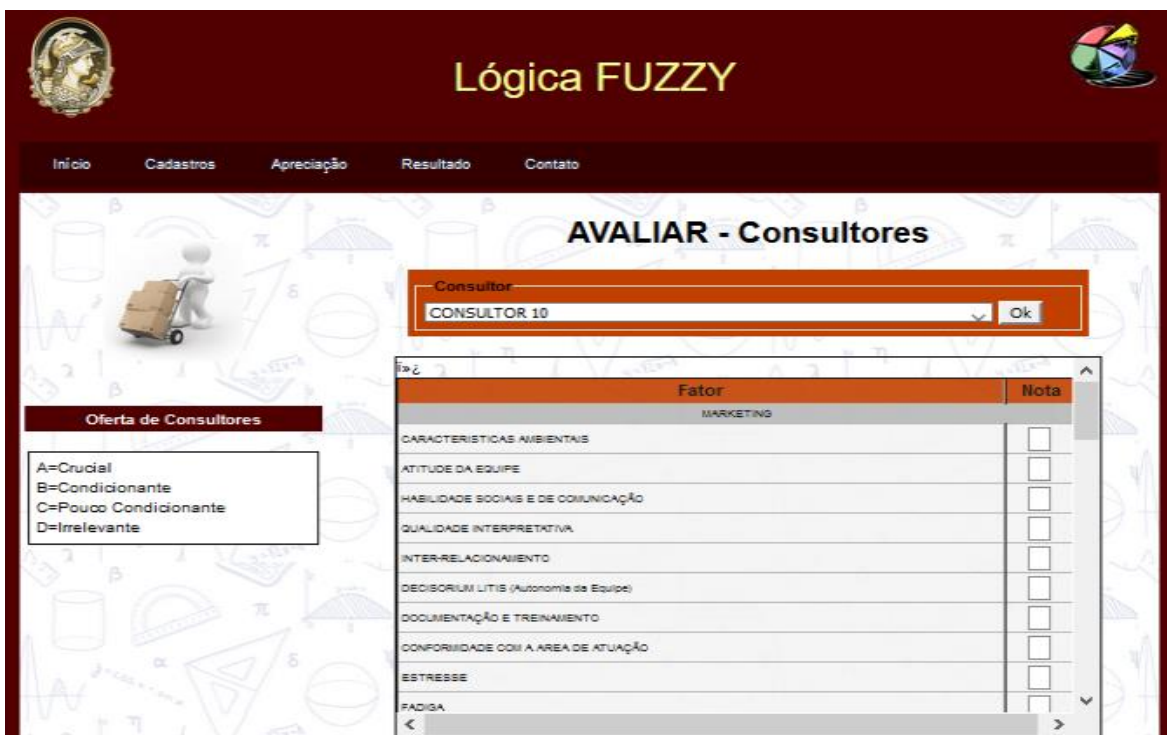 Lógica FUZZY
Início Cadastros Apreciação Resultado Contato
AVALIAR - Consultores
Consultor
CONSULTOR 10 Ok
ï»¿
Fator Nota
MARKETING
CARACTERISTICAS AMBIENTAIS
ATITUDE DA EQUIPE
HABILIDADE SOCIAIS E DE COMUNICAÇÃO
QUALIDADE INTERPRETATIVA
INTER-RELACIONAMENTO
DECISORIUM LITIS (Autonomia da Equipe)
DOCUMENTAÇÃO E TREINAMENTO
CONFORMIDADE COM A AREA DE ATUAÇÃO
ESTRESSE
FADIGA
Oferta de Consultores
A=Crucial
B=Condicionante
C=Pouco Condicionante
D=Irrelevante